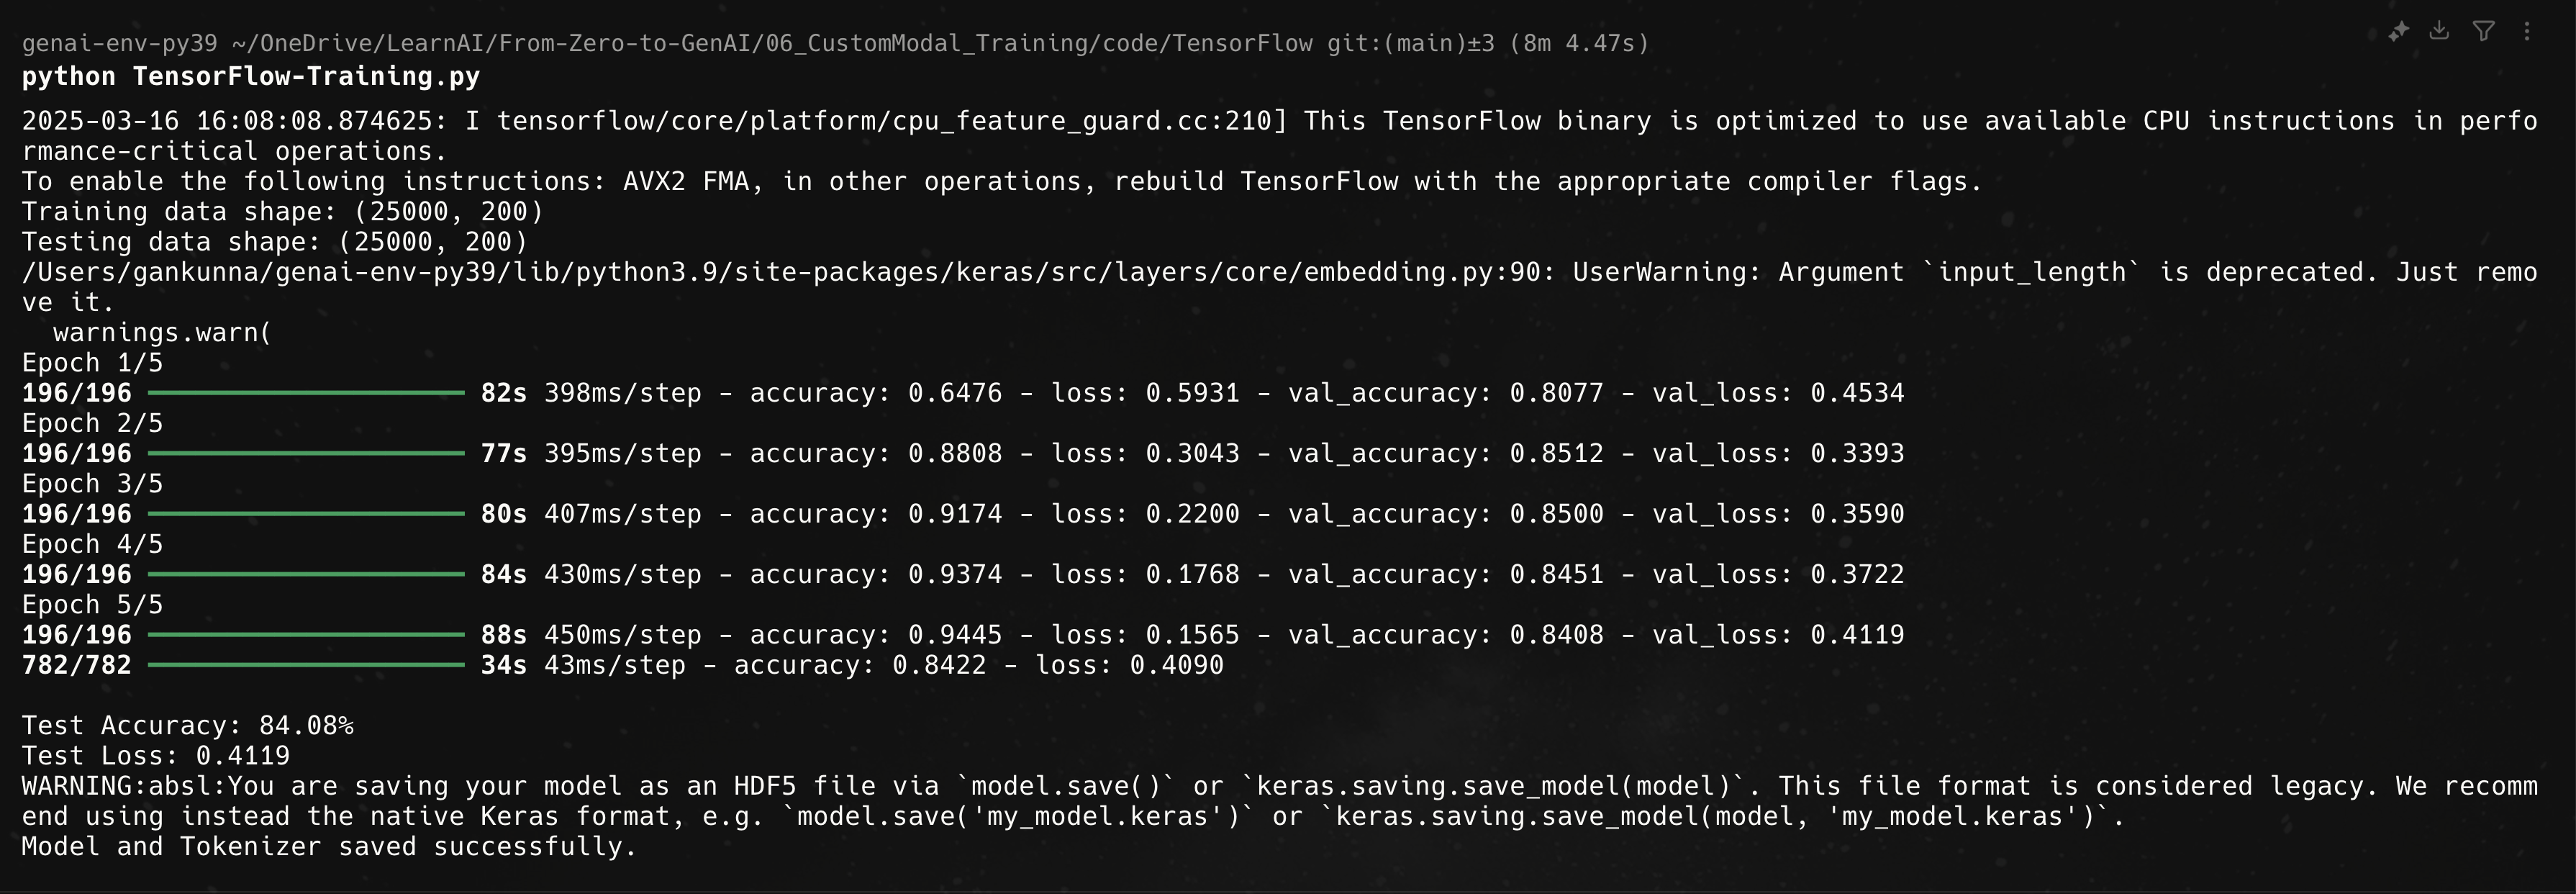 genai-env-py39 ~/OneDrive/LearnAI/From-Zero-to-GenAI/06_CustomModal_Training/code/TensorFlow git:(main)±3 (8m 4.47s)
python TensorFlow-Training.py
2025-03-16 16:08:08.874625: I tensorflow/core/platform/cpu_feature_guard.cc:210] This TensorFlow binary is optimized to use available CPU instructions in perfo
rmance-critical operations.
To enable the following instructions: AVX2 FMA, in other operations, rebuild TensorFlow with the appropriate compiler flags.
Training data shape: (25000, 200)
Testing data shape: (25000, 200)
/Users/gankunna/genai-env-py39/lib/python3.9/site-packages/keras/src/layers/core/embedding.py:90: UserWarning: Argument `input_length` is deprecated. Just remo
ve it.
  warnings.warn(
Epoch 1/5
196/196 ━━━━━━━━━━━━━━━━━━━━ 82s 398ms/step - accuracy: 0.6476 - loss: 0.5931 - val_accuracy: 0.8077 - val_loss: 0.4534
Epoch 2/5
196/196 ━━━━━━━━━━━━━━━━━━━━ 77s 395ms/step - accuracy: 0.8808 - loss: 0.3043 - val_accuracy: 0.8512 - val_loss: 0.3393
Epoch 3/5
196/196 ━━━━━━━━━━━━━━━━━━━━ 80s 407ms/step - accuracy: 0.9174 - loss: 0.2200 - val_accuracy: 0.8500 - val_loss: 0.3590
Epoch 4/5
196/196 ━━━━━━━━━━━━━━━━━━━━ 84s 430ms/step - accuracy: 0.9374 - loss: 0.1768 - val_accuracy: 0.8451 - val_loss: 0.3722
Epoch 5/5
196/196 ━━━━━━━━━━━━━━━━━━━━ 88s 450ms/step - accuracy: 0.9445 - loss: 0.1565 - val_accuracy: 0.8408 - val_loss: 0.4119
782/782 ━━━━━━━━━━━━━━━━━━━━ 34s 43ms/step - accuracy: 0.8422 - loss: 0.4090
Test Accuracy: 84.08%
Test Loss: 0.4119
WARNING:absl:You are saving your model as an HDF5 file via `model.save()` or `keras.saving.save_model(model)`. This file format is considered legacy. We recomm
end using instead the native Keras format, e.g. `model.save('my_model.keras')` or `keras.saving.save_model(model, 'my_model.keras')`.
Model and Tokenizer saved successfully.